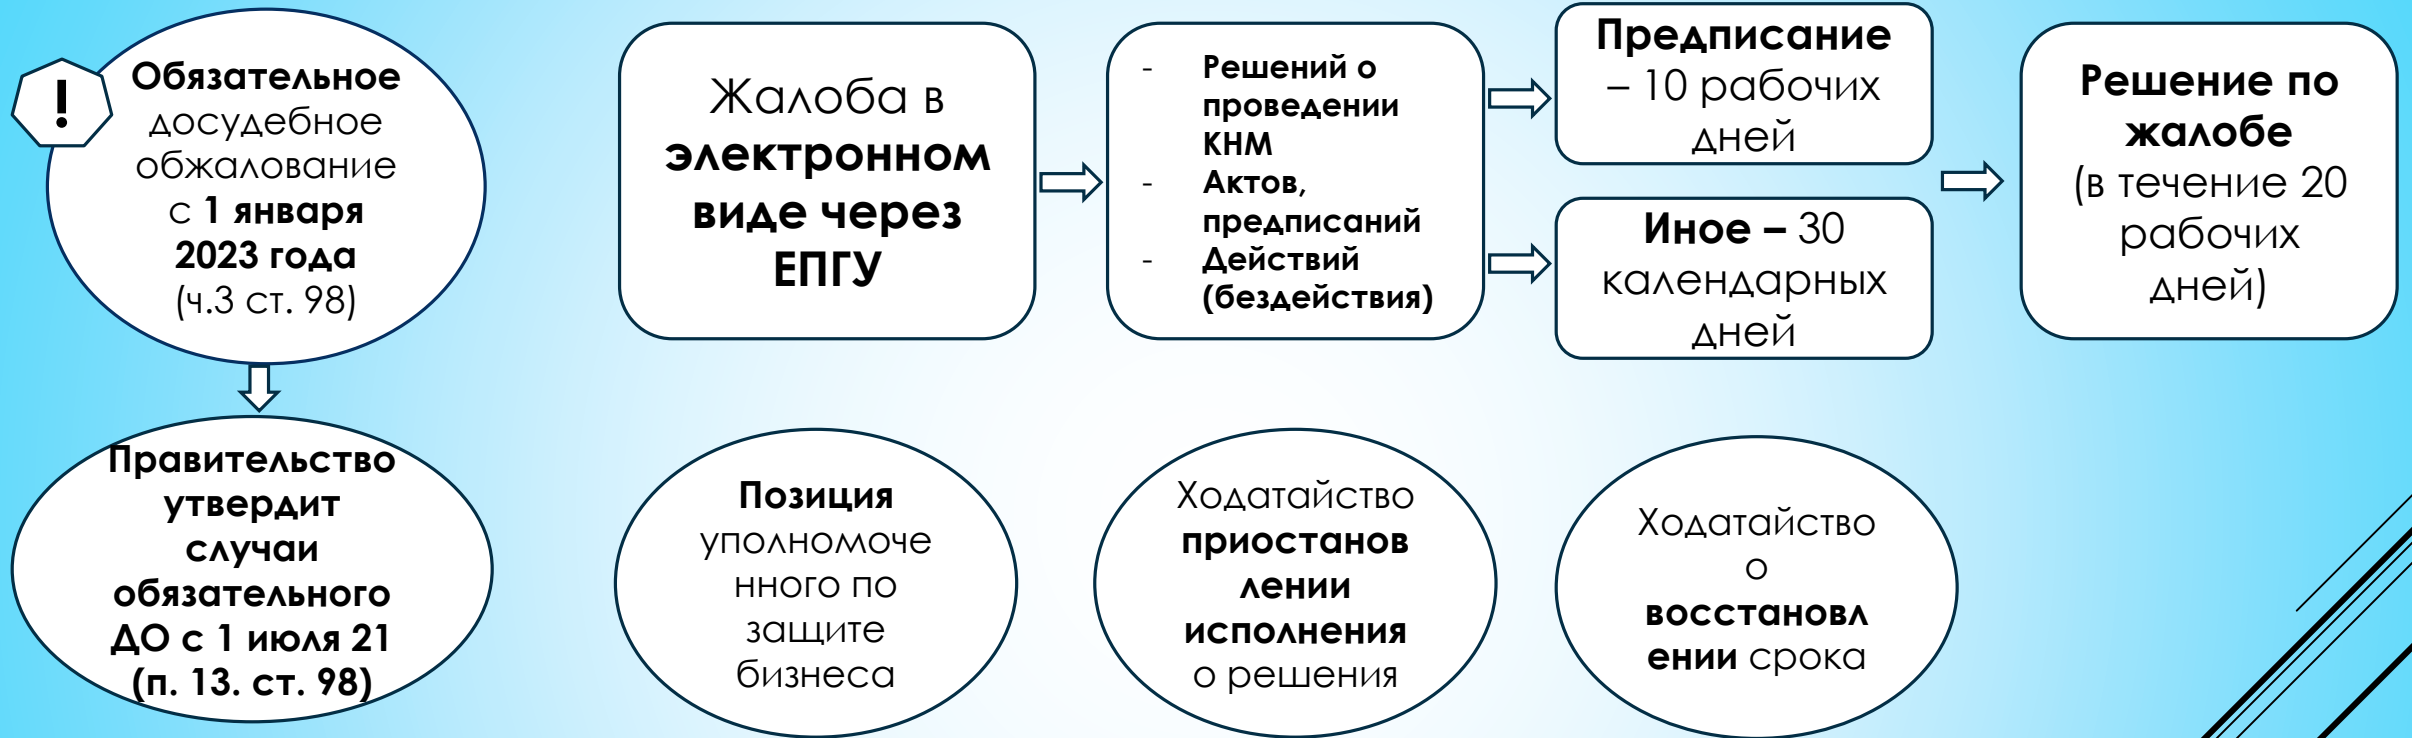 !
Обязательное
досудебное
обжалование
с 1 января
2023 года
(ч.3 ст. 98)
Жалоба в
электронном
виде через
ЕПГУ
- Решений о
проведении
КНМ
- Актов,
предписаний
- Действий
(бездействия)
Предписание
– 10 рабочих
дней
Иное – 30
календарных
дней
Решение по
жалобе
(в течение 20
рабочих
дней)
Правительство
утвердит
случаи
обязательного
ДО с 1 июля 21
(п. 13. ст. 98)
Позиция
уполномоче
нного по
защите
бизнеса
Ходатайство
приостанов
лении
исполнения
о решения
Ходатайство
о
восстановл
ении срока